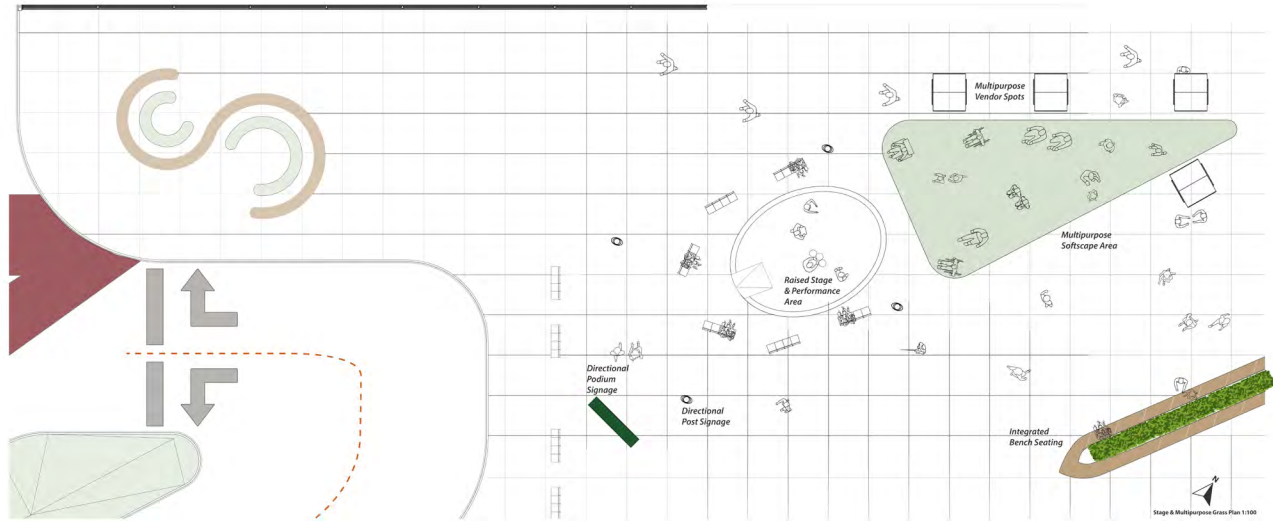 Multipurpose
Vendor Spots
Multipurpose
Softscape Area
Raised Stage
& Performance
Area
Directional
Podium
Signage
Directional
Post Signage
Integrated
Bench Seating
N
Stage & Multipurpose Grass Plan 1:100